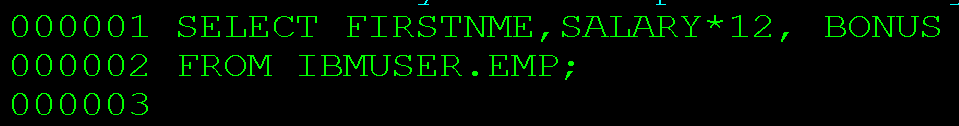 000001 SELECT FIRSTNME,SALARY*12, BONUS
000002 FROM IBMUSER.EMP;
000003